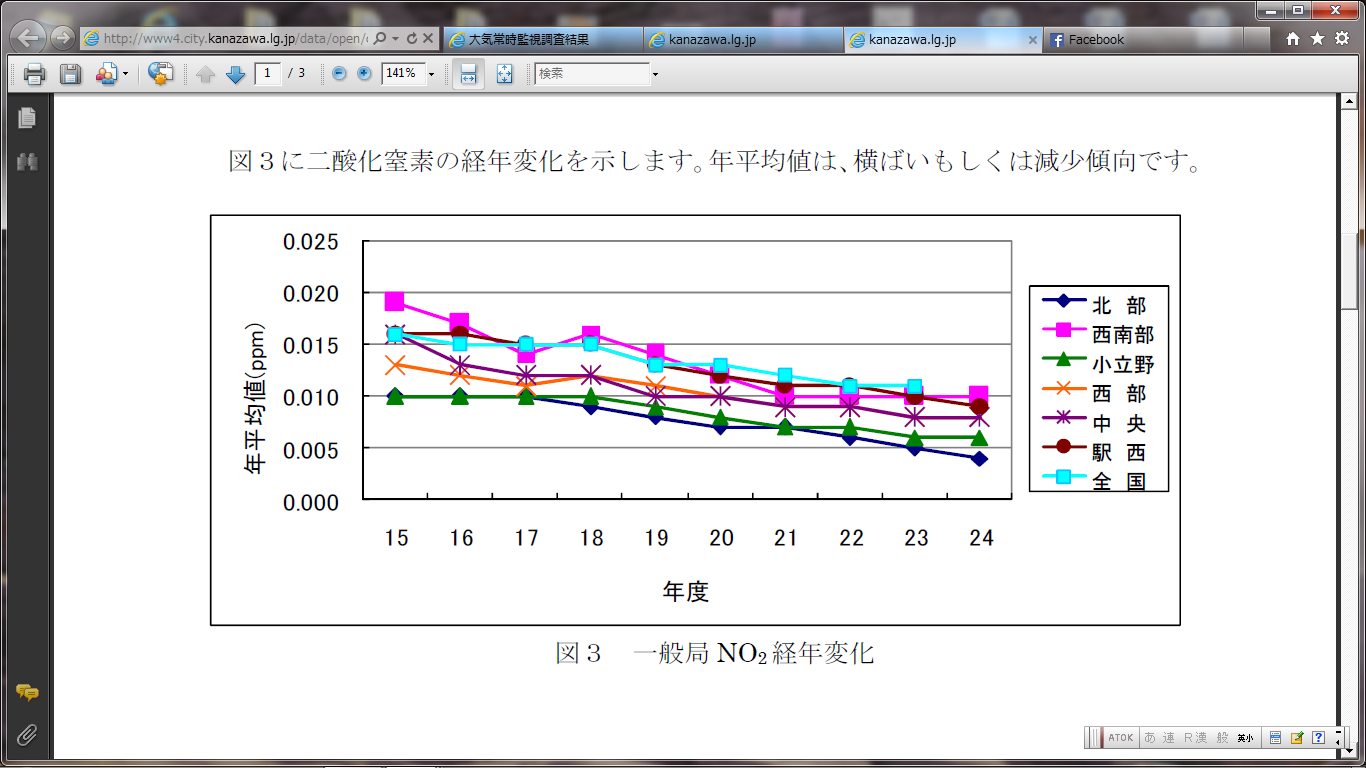 http://www4.city.kanazawa.lg.jp/data/open/
大気常時監視調査結果
kanazawa.lg.jp
kanazawa.lg.jp
Facebook
1 / 3
141%
検索
図３に二酸化窒素の経年変化を示します。年平均値は、横ばいもしくは減少傾向です。
年平均値(ppm)
0.025
0.020
0.015
0.010
0.005
0.000
15 16 17 18 19 20 21 22 23 24
年度
北 部
西南部
小立野
西 部
中 央
駅 西
全 国
図３ 一般局 NO₂ 経年変化
ATOK あ 連 R漢 般 英小